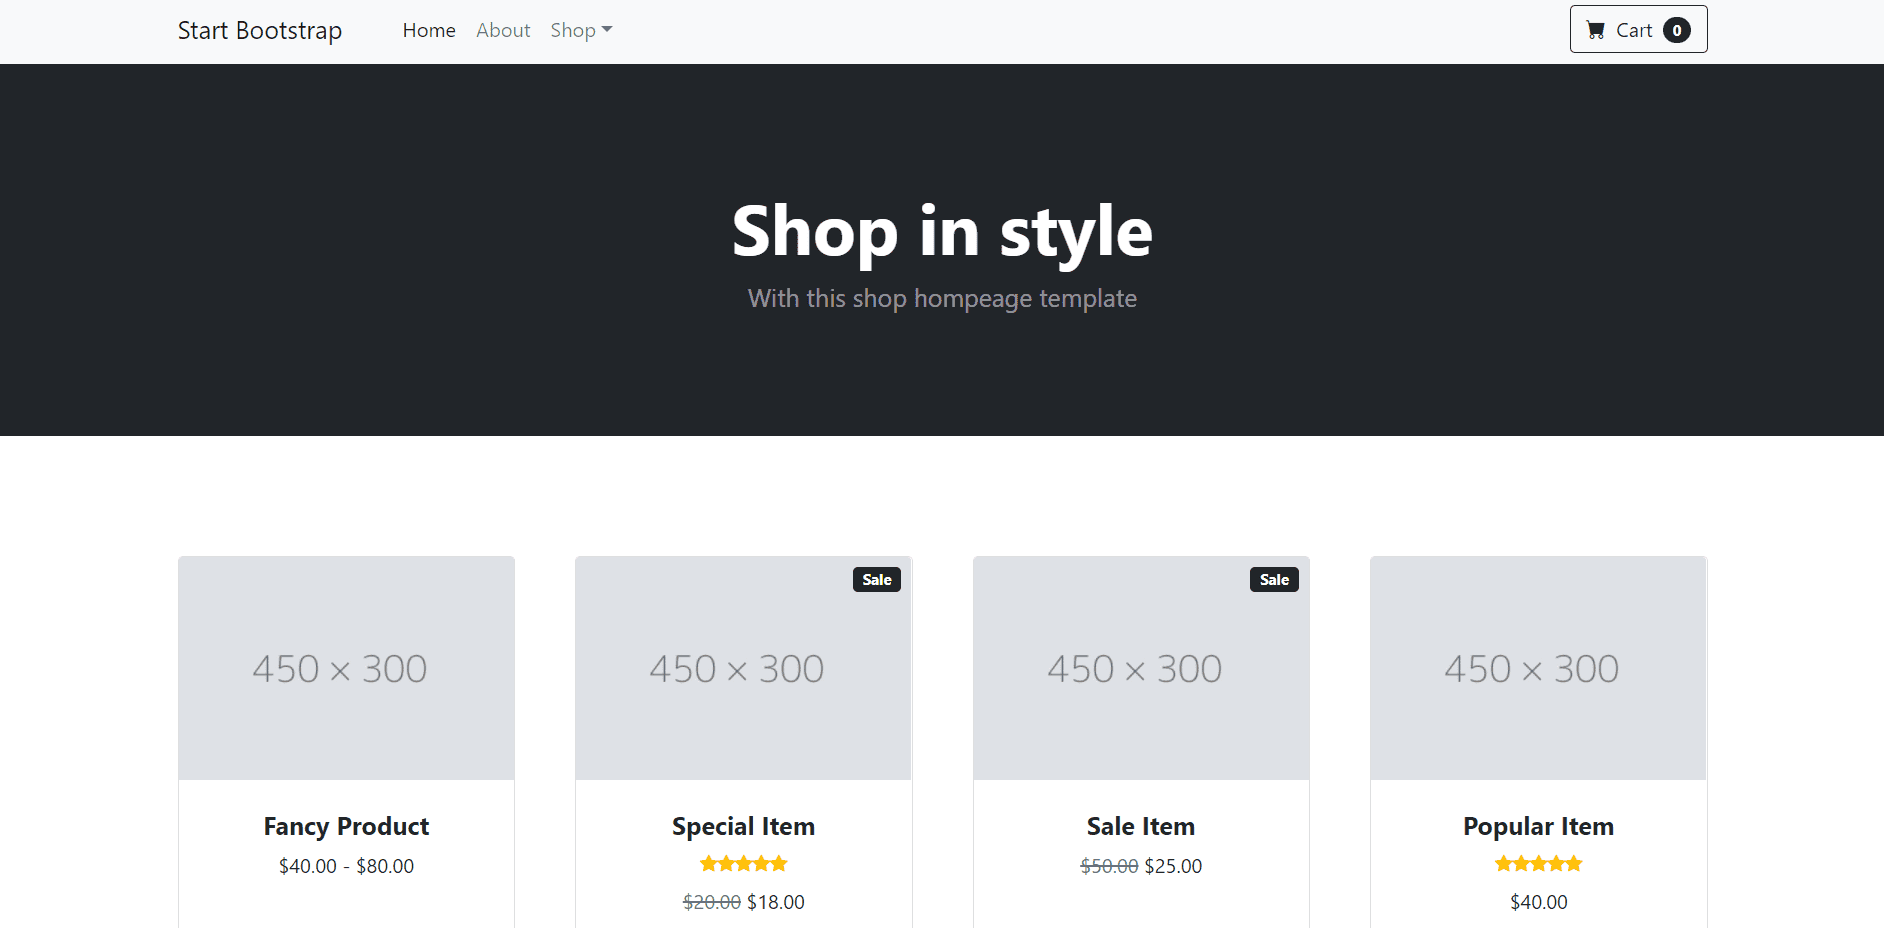 Start Bootstrap Home About Shop Cart 0
Shop in style
With this shop hompeage template
Sale Sale
450 × 300 450 × 300 450 × 300 450 × 300
Fancy Product Special Item Sale Item Popular Item
$40.00 - $80.00 $50.00 $25.00
$20.00 $18.00 $40.00